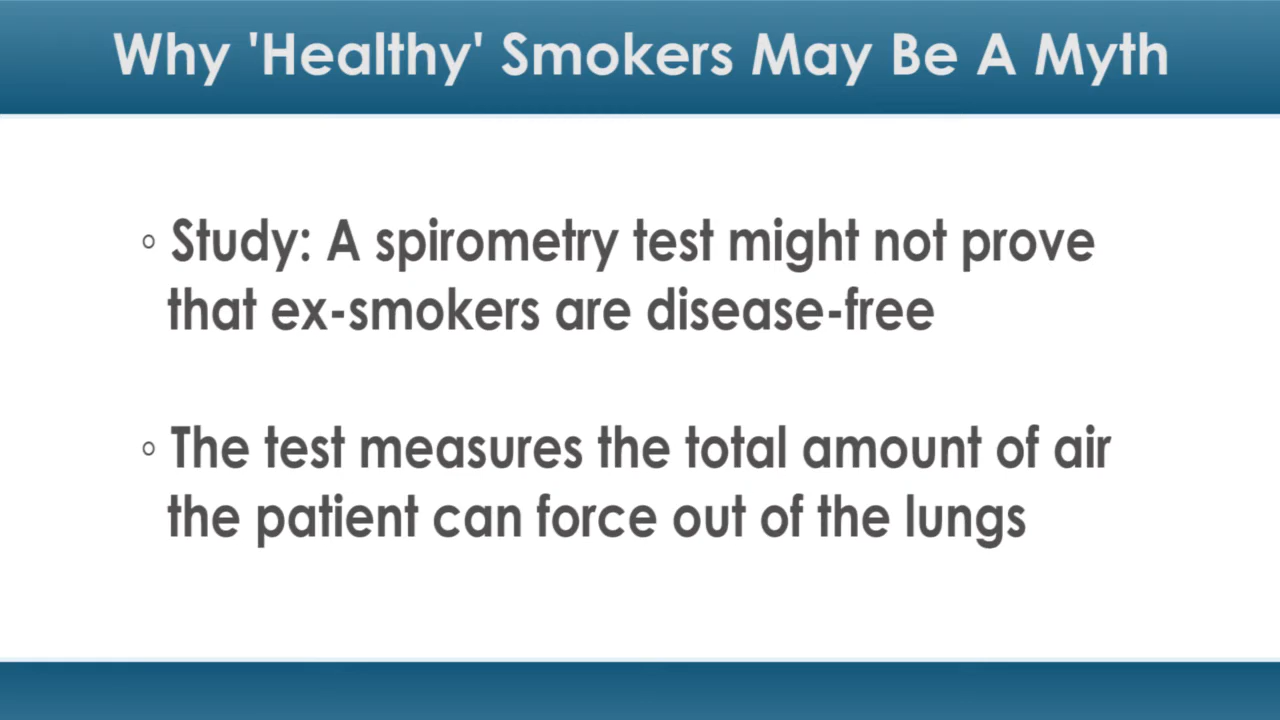 Why 'Healthy' Smokers May Be A Myth
◦ Study: A spirometry test might not prove
that ex-smokers are disease-free
◦ The test measures the total amount of air
the patient can force out of the lungs